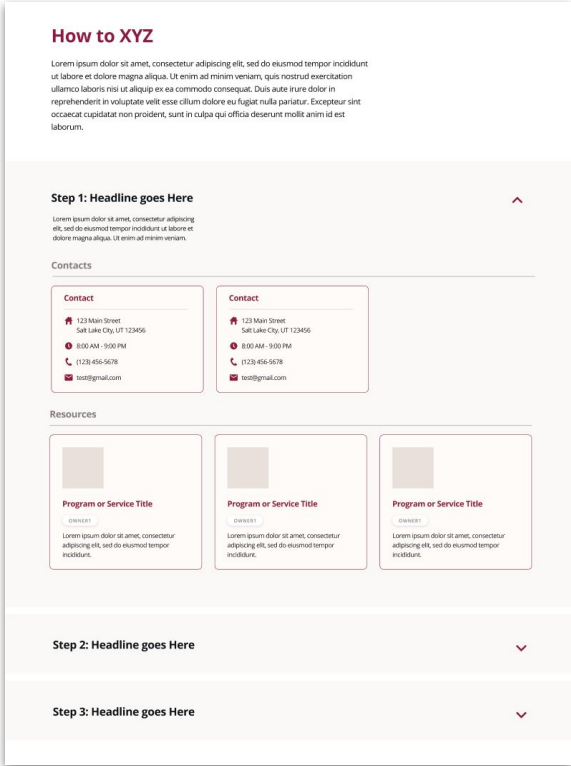 How to XYZ
Lorem ipsum dolor sit amet, consectetur adipiscing elit, sed do eiusmod tempor incididunt
ut labore et dolore magna aliqua. Ut enim ad minim veniam, quis nostrud exercitation
ullamco laboris nisi ut aliquip ex ea commodo consequat. Duis aute irure dolor in
reprehenderit in voluptate velit esse cillum dolore eu fugiat nulla pariatur. Excepteur sint
occaecat cupidatat non proident, sunt in culpa qui officia deserunt mollit anim id est
laborum.
Step 1: Headline goes Here
Lorem ipsum dolor sit amet, consectetur adipiscing
elit, sed do eiusmod tempor incididunt ut labore et
dolore magna aliqua. Ut enim ad minim veniam.
Contacts
Contact
123 Main Street
Salt Lake City, UT 123456
8:00 AM - 9:00 PM
(123) 456-5678
test@gmail.com
Contact
123 Main Street
Salt Lake City, UT 123456
8:00 AM - 9:00 PM
(123) 456-5678
test@gmail.com
Resources
Program or Service Title
OWNER1
Lorem ipsum dolor sit amet, consectetur
adipiscing elit, sed do eiusmod tempor
incididunt.
Program or Service Title
OWNER1
Lorem ipsum dolor sit amet, consectetur
adipiscing elit, sed do eiusmod tempor
incididunt.
Program or Service Title
OWNER1
Lorem ipsum dolor sit amet, consectetur
adipiscing elit, sed do eiusmod tempor
incididunt.
Step 2: Headline goes Here
Step 3: Headline goes Here